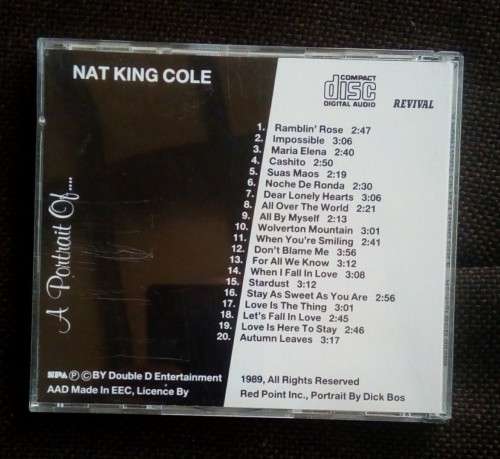 NAT KING COLE
COMPACT
disc
DIGITAL AUDIO
REVIVAL
A Portrait Of....
1. Ramblin' Rose 2:47
2. Impossible 3:06
3. Maria Elena 2:40
4. Cashito 2:50
5. Suas Maos 2:19
6. Noche De Ronda 2:30
7. Dear Lonely Hearts 3:06
8. All Over The World 2:21
9. All By Myself 2:13
10. Wolverton Mountain 3:01
11. When You're Smiling 2:41
12. Don't Blame Me 3:56
13. For All We Know 3:12
14. When I Fall In Love 3:08
15. Stardust 3:12
16. Stay As Sweet As You Are 2:56
17. Love Is The Thing 3:01
18. Let's Fall In Love 2:45
19. Love Is Here To Stay 2:46
20. Autumn Leaves 3:17
Ⓟ ©BY Double D Entertainment 1989, All Rights Reserved
AAD Made In EEC, Licence By Red Point Inc., Portrait By Dick Bos